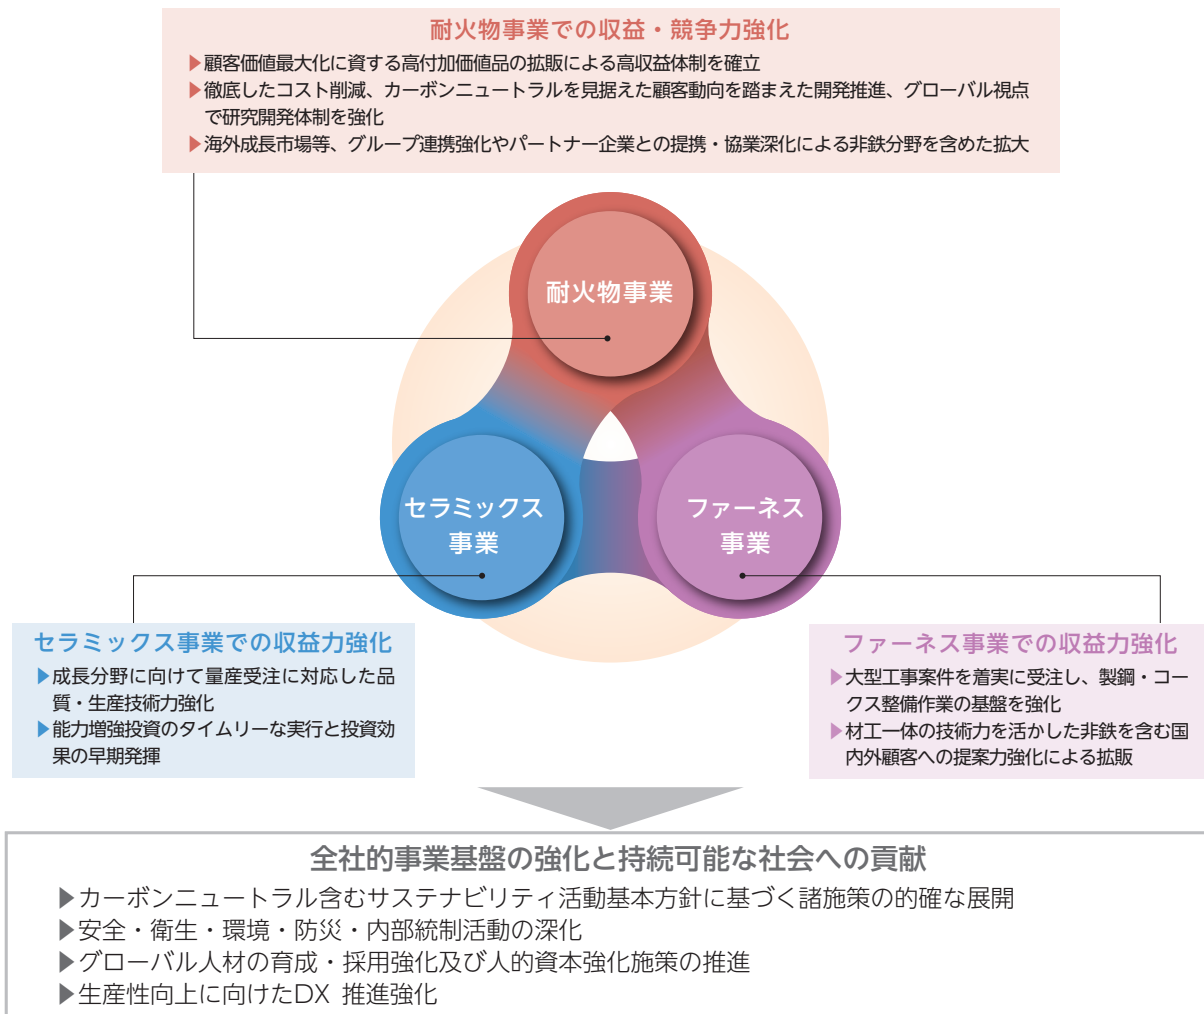 耐火物事業での収益・競争力強化
▶顧客価値最大化に資する高付加価値品の拡販による高収益体制を確立
▶徹底したコスト削減、カーボンニュートラルを見据えた顧客動向を踏まえた開発推進、グローバル視点
で研究開発体制を強化
▶海外成長市場等、グループ連携強化やパートナー企業との提携・協業深化による非鉄分野を含めた拡大
耐火物事業
セラミックス
事業
ファーネス
事業
セラミックス事業での収益力強化
▶成長分野に向けて量産受注に対応した品
質・生産技術力強化
▶能力増強投資のタイムリーな実行と投資効
果の早期発揮
ファーネス事業での収益力強化
▶大型工事案件を着実に受注し、製鋼・コー
クス整備作業の基盤を強化
▶材工一体の技術力を活かした非鉄を含む国
内外顧客への提案力強化による拡販
全社的事業基盤の強化と持続可能な社会への貢献
▶カーボンニュートラル含むサステナビリティ活動基本方針に基づく諸施策の的確な展開
▶安全・衛生・環境・防災・内部統制活動の深化
▶グローバル人材の育成・採用強化及び人的資本強化施策の推進
▶生産性向上に向けたDX 推進強化